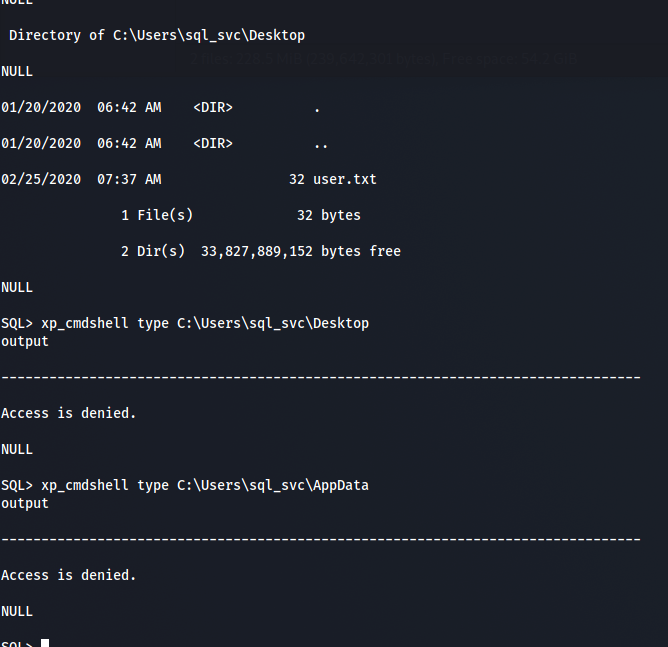 NULL
Directory of C:\Users\sql_svc\Desktop
NULL
01/20/2020  06:42 AM    <DIR>          .
01/20/2020  06:42 AM    <DIR>          ..
02/25/2020  07:37 AM                32 user.txt
               1 File(s)             32 bytes
               2 Dir(s)  33,827,889,152 bytes free
NULL
SQL> xp_cmdshell type C:\Users\sql_svc\Desktop
output
--------------------------------------------------------------------------------
Access is denied.
NULL
SQL> xp_cmdshell type C:\Users\sql_svc\AppData
output
--------------------------------------------------------------------------------
Access is denied.
NULL
SQL>